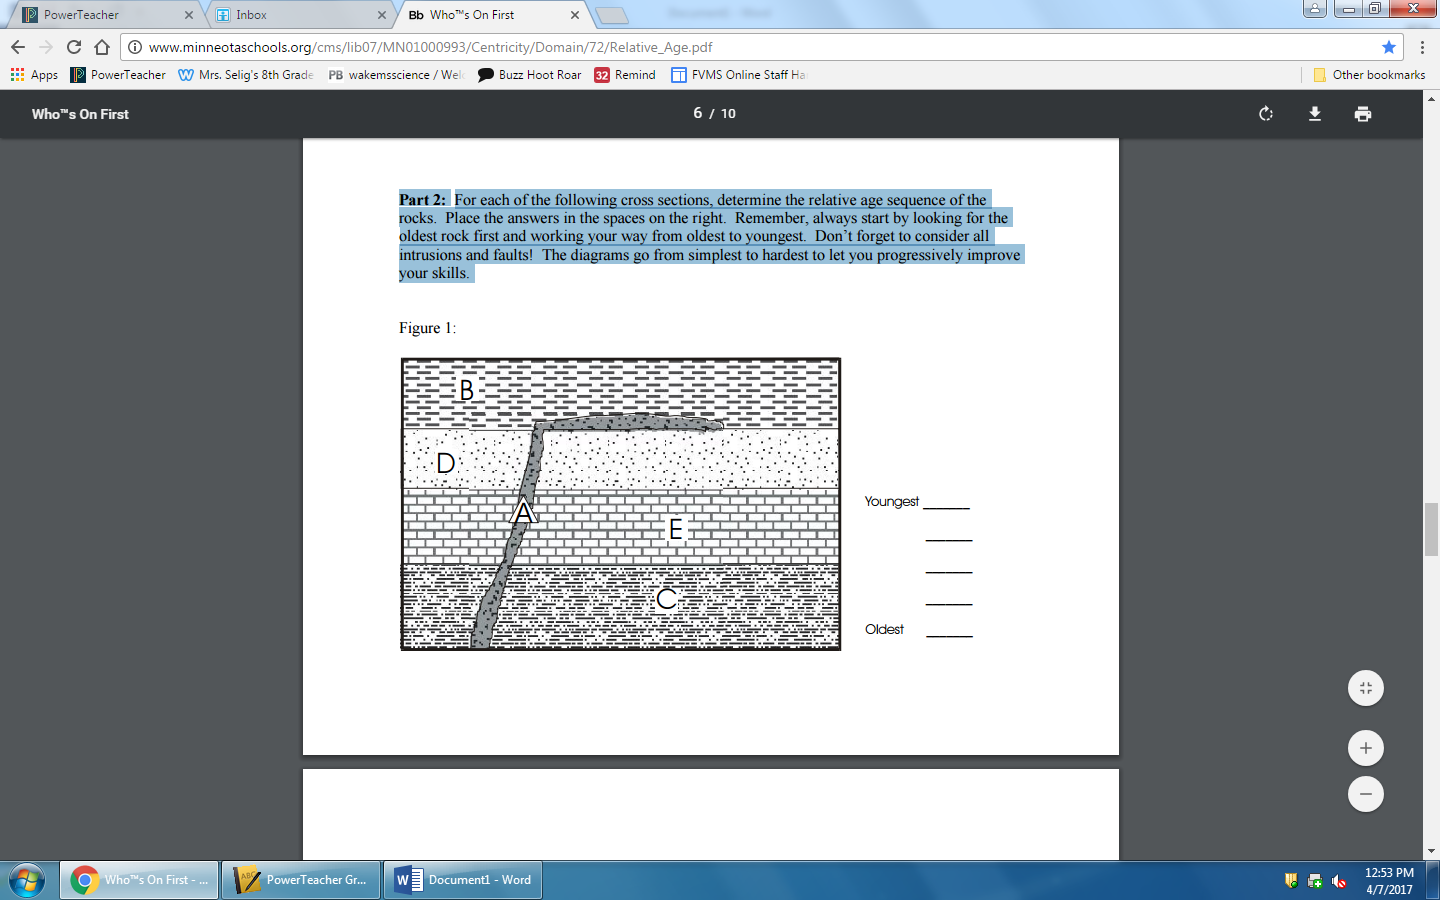 PowerTeacher
Inbox
Bb Who™s On First
www.minneotaschools.org/cms/lib07/MN01000993/Centricity/Domain/72/Relative_Age.pdf
Apps PowerTeacher Mrs. Selig's 8th Grade PB wakemsscience / Wel Buzz Hoot Roar 32 Remind FVMS Online Staff Ha Other bookmarks
Who™s On First 6 / 10
Part 2: For each of the following cross sections, determine the relative age sequence of the
rocks. Place the answers in the spaces on the right. Remember, always start by looking for the
oldest rock first and working your way from oldest to youngest. Don't forget to consider all
intrusions and faults! The diagrams go from simplest to hardest to let you progressively improve
your skills.
Figure 1:
B
D
A
E
C
Youngest ______
______
______
______
Oldest ______
Who™s On First - ... PowerTeacher Gr... Document1 - Word
12:53 PM
4/7/2017